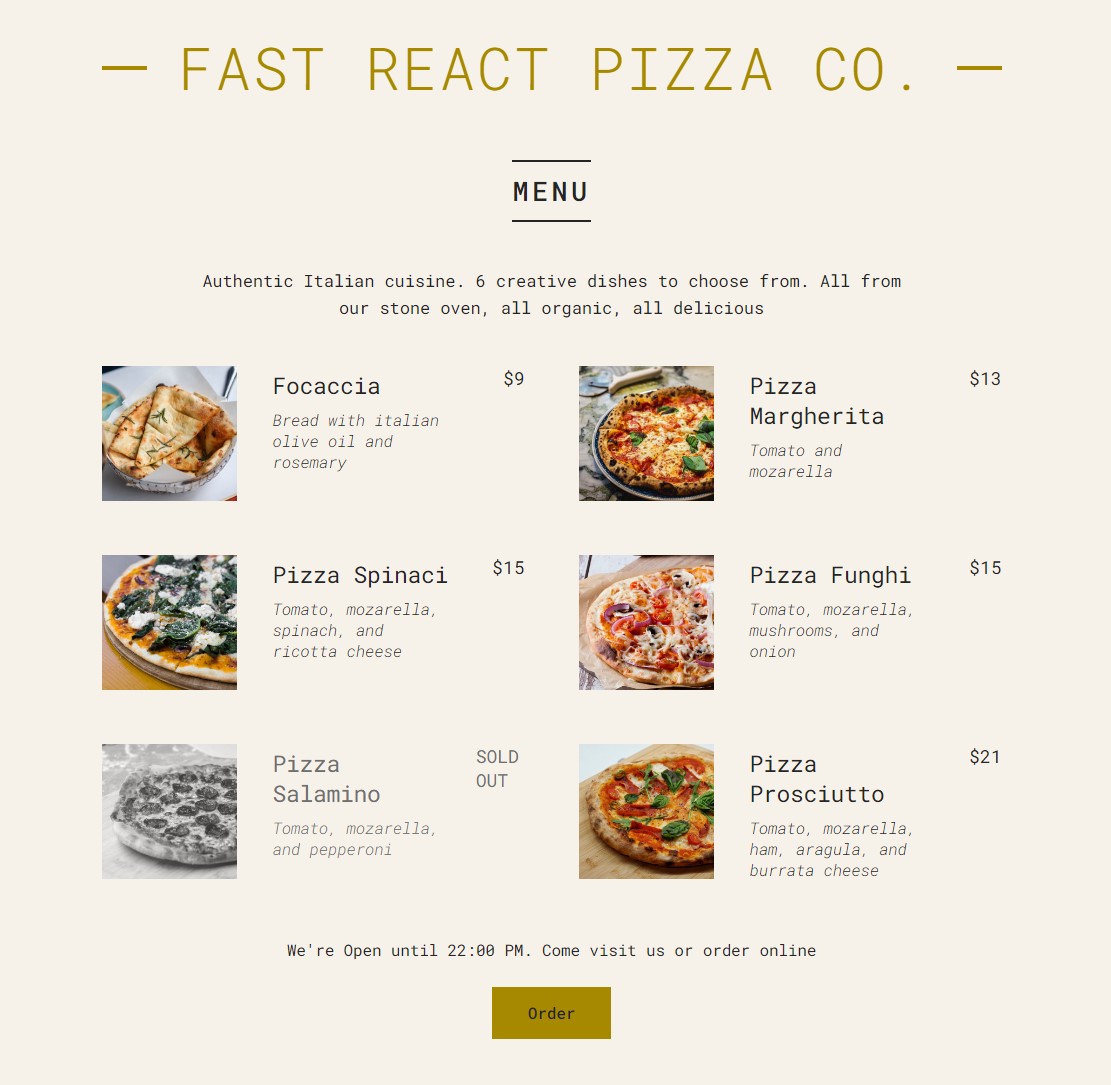 FAST REACT PIZZA CO.
MENU
Authentic Italian cuisine. 6 creative dishes to choose from. All from
our stone oven, all organic, all delicious
Focaccia
$9
Bread with italian
olive oil and
rosemary
Pizza
Margherita
$13
Tomato and
mozarella
Pizza Spinaci
$15
Tomato, mozarella,
spinach, and
ricotta cheese
Pizza Funghi
$15
Tomato, mozarella,
mushrooms, and
onion
Pizza
Salamino
SOLD
OUT
Tomato, mozarella,
and pepperoni
Pizza
Prosciutto
$21
Tomato, mozarella,
ham, aragula, and
burrata cheese
We're Open until 22:00 PM. Come visit us or order online
Order